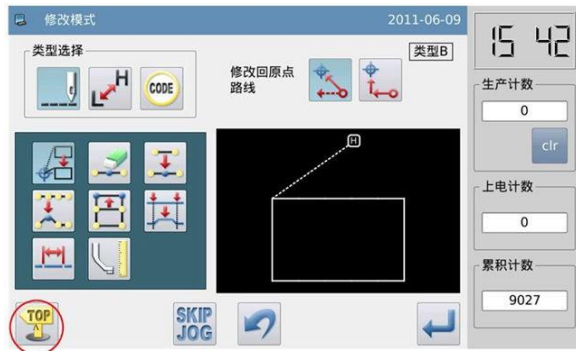 修改模式
2011-06-09
15 42
类型选择
类型B
H
L
CODE
修改回原点
路线
生产计数
0
clr
H
上电计数
0
累积计数
9027
TOP
SKIP
JOG